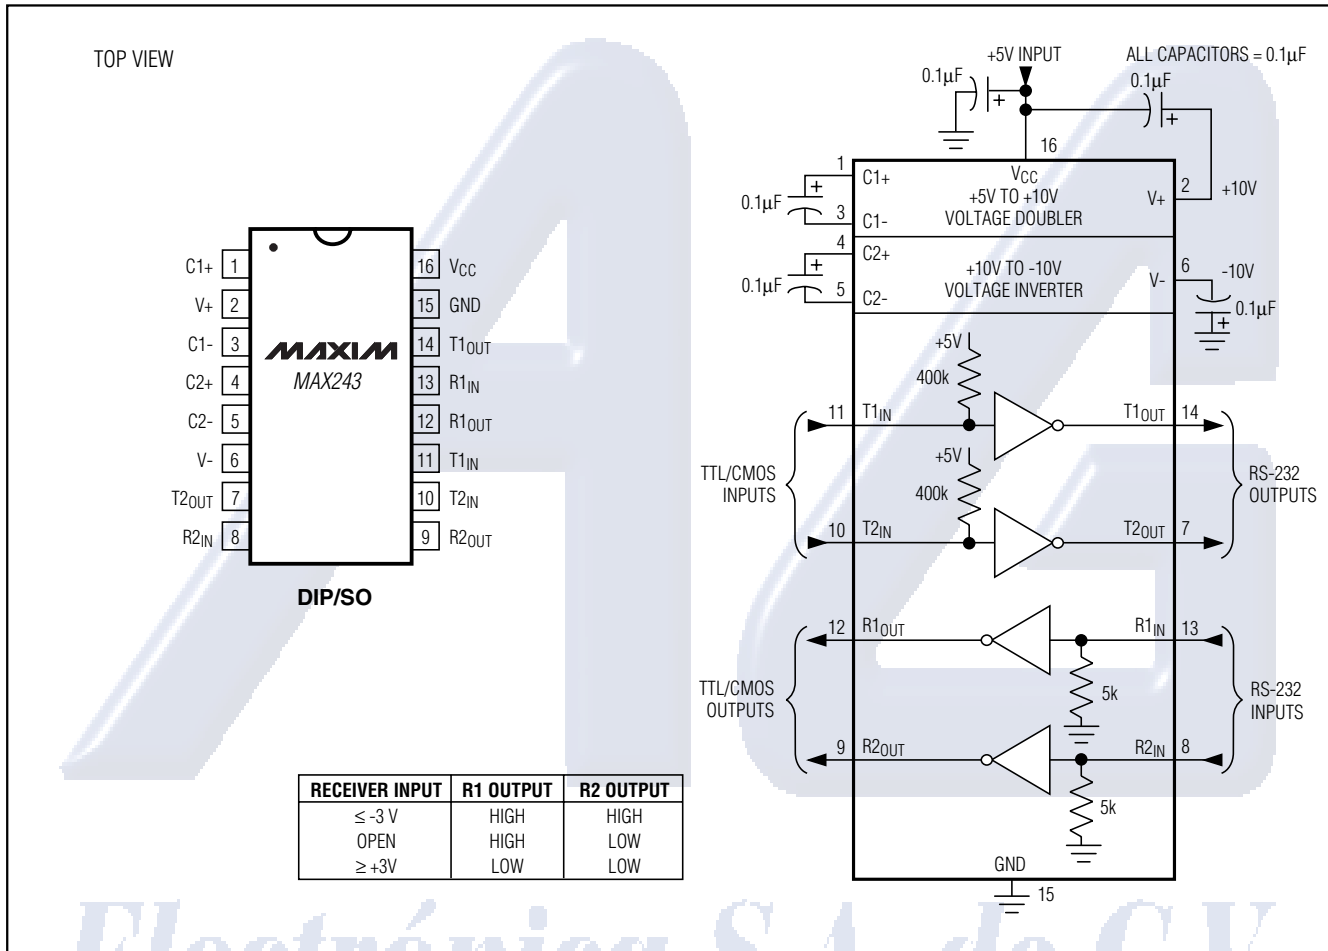 TOP VIEW
C1+ 1
V+ 2
C1- 3
C2+ 4
C2- 5
V- 6
T2OUT 7
R2IN 8
16 VCC
15 GND
14 T1OUT
13 R1IN
12 R1OUT
11 T1IN
10 T2IN
9 R2OUT
MAXIM
MAX243
DIP/SO
RECEIVER INPUT R1 OUTPUT R2 OUTPUT
≤ -3 V HIGH HIGH
OPEN HIGH LOW
≥ +3V LOW LOW
+5V INPUT
ALL CAPACITORS = 0.1μF
0.1μF
+
0.1μF
+
16
VCC
1
C1+
+
0.1μF
3
C1-
+5V TO +10V
VOLTAGE DOUBLER
V+
2
+10V
4
C2+
+
0.1μF
5
C2-
+10V TO -10V
VOLTAGE INVERTER
V-
6
-10V
0.1μF
+
+5V
400k
11 T1IN
T1OUT 14
+5V
400k
TTL/CMOS
INPUTS
RS-232
OUTPUTS
10 T2IN
T2OUT 7
12 R1OUT
R1IN 13
5k
TTL/CMOS
OUTPUTS
RS-232
INPUTS
9 R2OUT
R2IN 8
5k
GND
15
Electrónica S.A. de C.V.